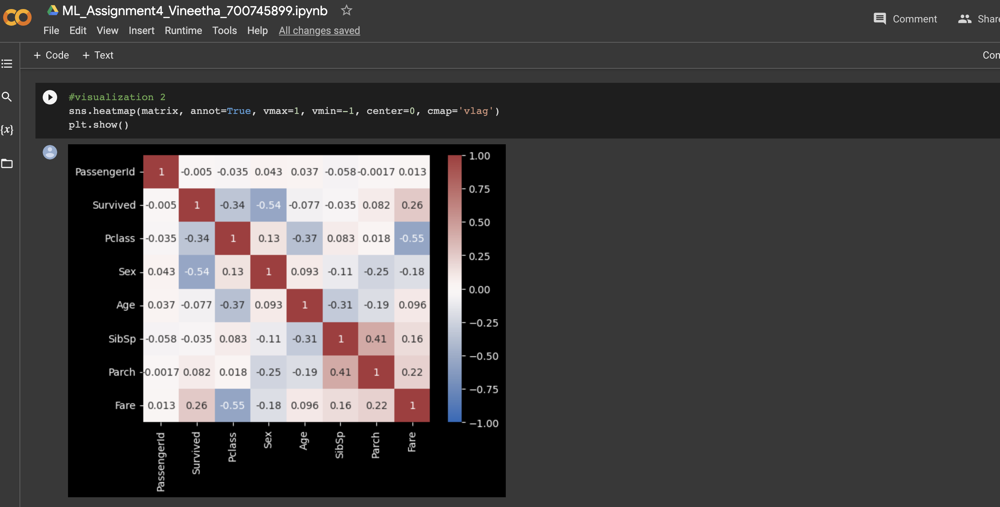 ML_Assignment4_Vineetha_700745899.ipynb
Comment
Share
File Edit View Insert Runtime Tools Help All changes saved
+ Code + Text
Con
#visualization 2
sns.heatmap(matrix, annot=True, vmax=1, vmin=-1, center=0, cmap='vlag')
plt.show()
{x}
PassengerId 1 -0.005 -0.035 0.043 0.037 -0.058 -0.0017 0.013
Survived -0.005 1 -0.34 -0.54 -0.077 -0.035 0.082 0.26
Pclass -0.035 -0.34 1 0.13 -0.37 0.083 0.018 -0.55
Sex 0.043 -0.54 0.13 1 0.093 -0.11 -0.25 -0.18
Age 0.037 -0.077 -0.37 0.093 1 -0.31 -0.19 0.096
SibSp -0.058 -0.035 0.083 -0.11 -0.31 1 0.41 0.16
Parch -0.0017 0.082 0.018 -0.25 -0.19 0.41 1 0.22
Fare 0.013 0.26 -0.55 -0.18 0.096 0.16 0.22 1
PassengerId Survived Pclass Sex Age SibSp Parch Fare
1.00
0.75
0.50
0.25
0.00
−0.25
−0.50
−0.75
−1.00